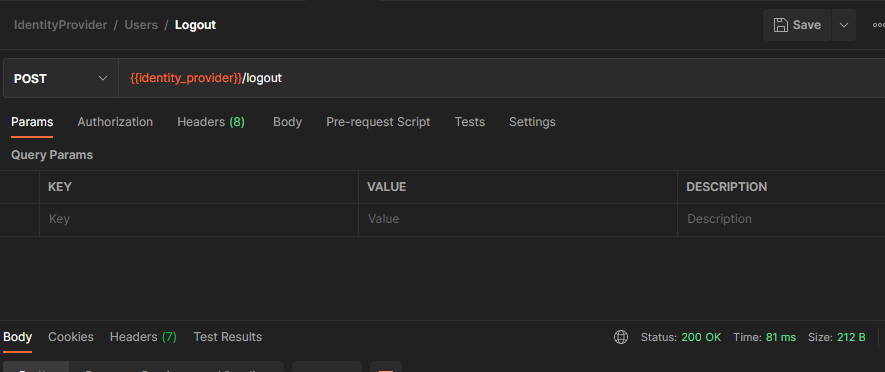 IdentityProvider / Users / Logout Save
POST {{identity_provider}}/logout
Params Authorization Headers (8) Body Pre-request Script Tests Settings
Query Params
KEY VALUE DESCRIPTION
Key Value Description
Body Cookies Headers (7) Test Results Status: 200 OK Time: 81 ms Size: 212 B